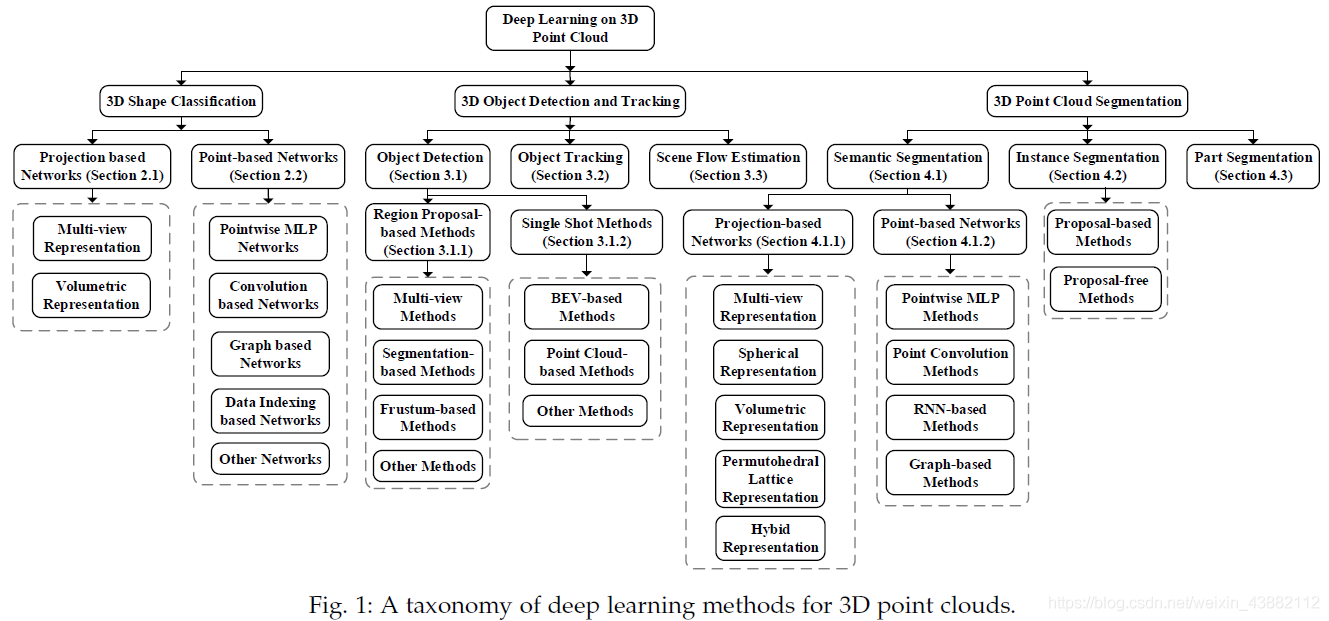 Deep Learning on 3D
Point Cloud
3D Shape Classification
3D Object Detection and Tracking
3D Point Cloud Segmentation
Projection based
Networks (Section 2.1)
Point-based Networks
(Section 2.2)
Object Detection
(Section 3.1)
Object Tracking
(Section 3.2)
Scene Flow Estimation
(Section 3.3)
Semantic Segmentation
(Section 4.1)
Instance Segmentation
(Section 4.2)
Part Segmentation
(Section 4.3)
Multi-view
Representation
Volumetric
Representation
Pointwise MLP
Networks
Convolution
based Networks
Graph based
Networks
Data Indexing
based Networks
Other Networks
Region Proposal-
based Methods
(Section 3.1.1)
Single Shot Methods
(Section 3.1.2)
Multi-view
Methods
Segmentation-
based Methods
Frustum-based
Methods
Other Methods
BEV-based
Methods
Point Cloud-
based Methods
Other Methods
Projection-based
Networks (Section 4.1.1)
Point-based Networks
(Section 4.1.2)
Multi-view
Representation
Spherical
Representation
Volumetric
Representation
Permutohedral
Lattice
Representation
Hybid
Representation
Pointwise MLP
Methods
Point Convolution
Methods
RNN-based
Methods
Graph-based
Methods
Proposal-based
Methods
Proposal-free
Methods
Fig. 1: A taxonomy of deep learning methods for 3D point clouds.
https://blog.csdn.net/weixin_43882112